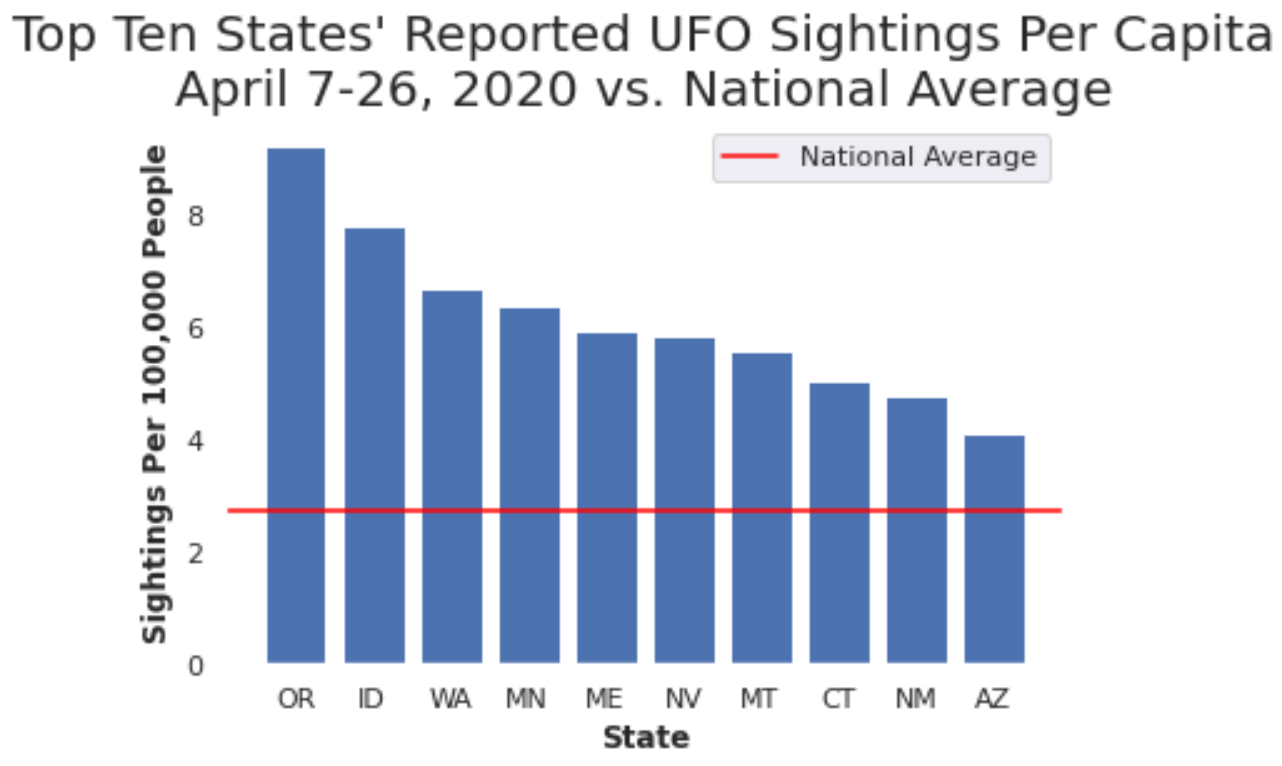 Top Ten States' Reported UFO Sightings Per Capita
April 7-26, 2020 vs. National Average
National Average
Sightings Per 100,000 People
8
6
4
2
0
OR ID WA MN ME NV MT CT NM AZ
State